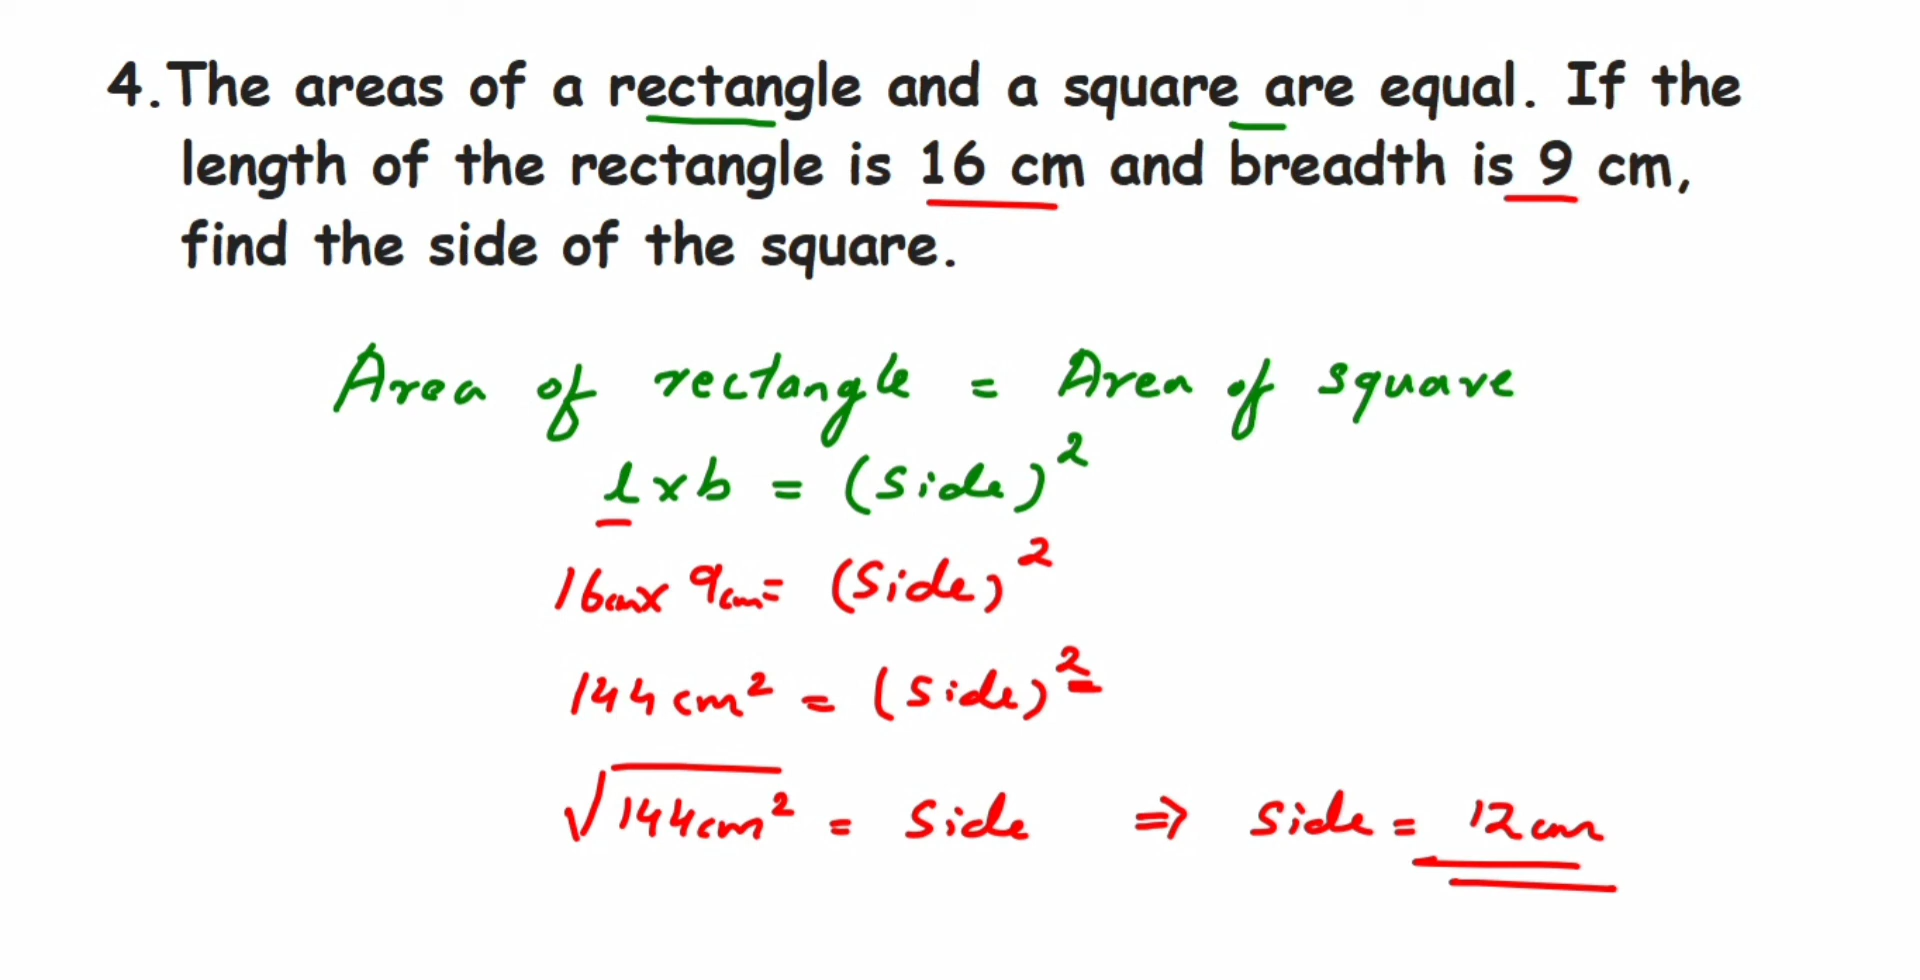 4.The areas of a rectangle and a square are equal. If the
length of the rectangle is 16 cm and breadth is 9 cm,
find the side of the square.
Area of rectangle = Area of square
l×b = (side)²
16cm× 9cm= (Side)²
144cm² = (side)²
√144cm² = side ⇒ side = 12cm